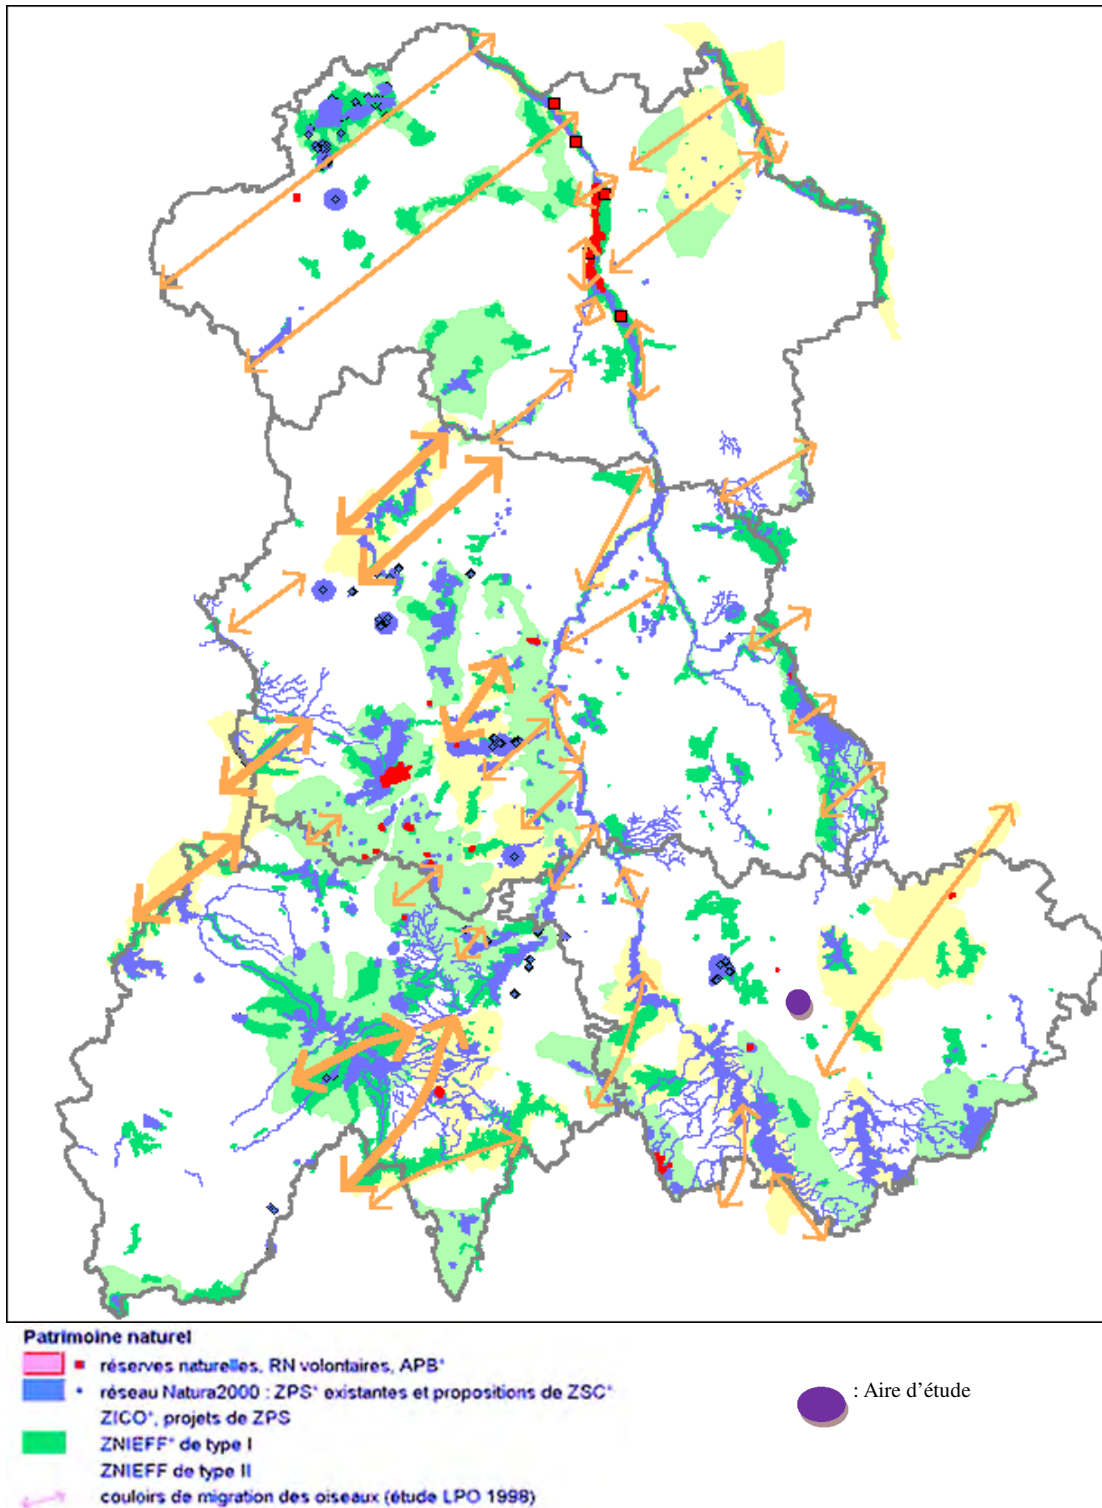 Patrimoine naturel
réserves naturelles, RN volontaires, APB*
réseau Natura2000 : ZPS* existantes et propositions de ZSC*
: Aire d'étude
ZICO*, projets de ZPS
ZNIEFF* de type I
ZNIEFF de type II
couloirs de migration des oiseaux (étude LPO 1998)